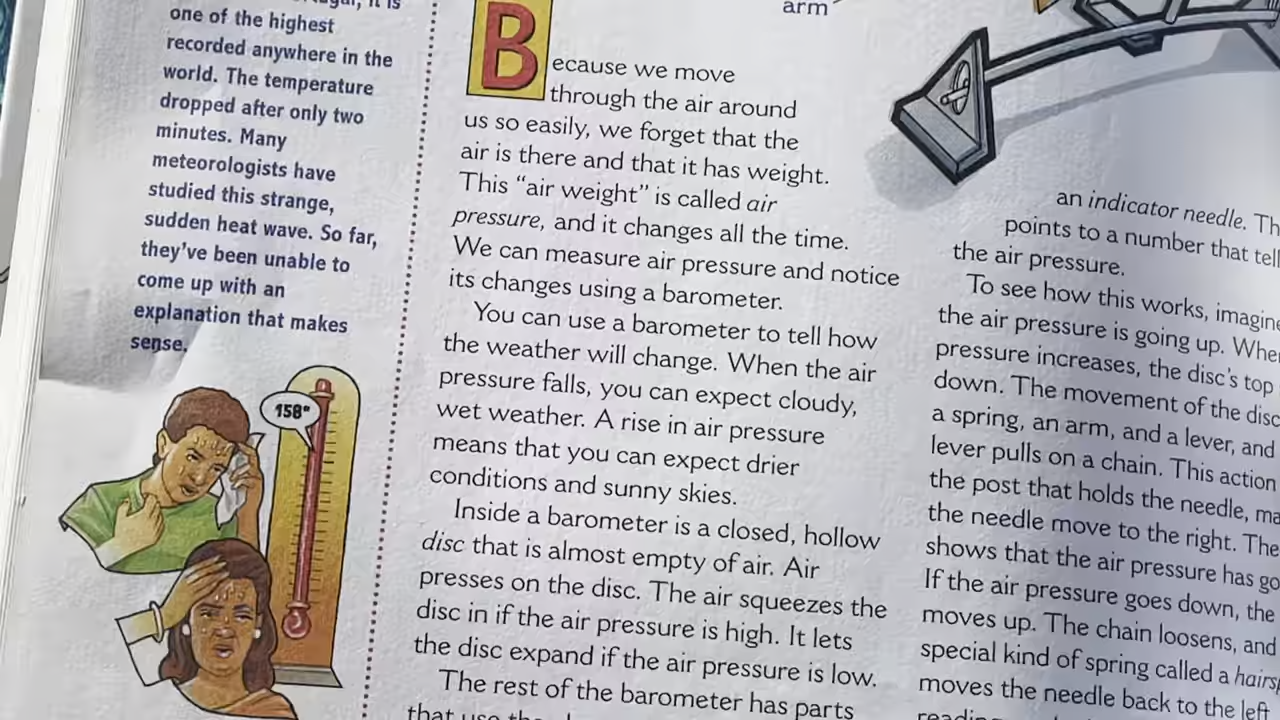 it is
one of the highest
recorded anywhere in the
world. The temperature
dropped after only two
minutes. Many
meteorologists have
studied this strange,
sudden heat wave. So far,
they've been unable to
come up with an
explanation that makes
sense.
158°
Because we move
through the air around
us so easily, we forget that the
air is there and that it has weight.
This “air weight” is called air
pressure, and it changes all the time.
We can measure air pressure and notice
its changes using a barometer.
You can use a barometer to tell how
the weather will change. When the air
pressure falls, you can expect cloudy,
wet weather. A rise in air pressure
means that you can expect drier
conditions and sunny skies.
Inside a barometer is a closed, hollow
disc that is almost empty of air. Air
presses on the disc. The air squeezes the
disc in if the air pressure is high. It lets
the disc expand if the air pressure is low.
The rest of the barometer has parts
that use
arm
an indicator needle.
points to a number that
the air pressure.
To see how this works,
the air pressure is going up.
pressure increases, the disc's top
down. The movement of the
a spring, an arm, and a lever, and
lever pulls on a chain. This action
the post that holds the needle,
the needle move to the right.
shows that the air pressure has
If the air pressure goes down, the
moves up. The chain loosens, and
special kind of spring called a
moves the needle back to the left